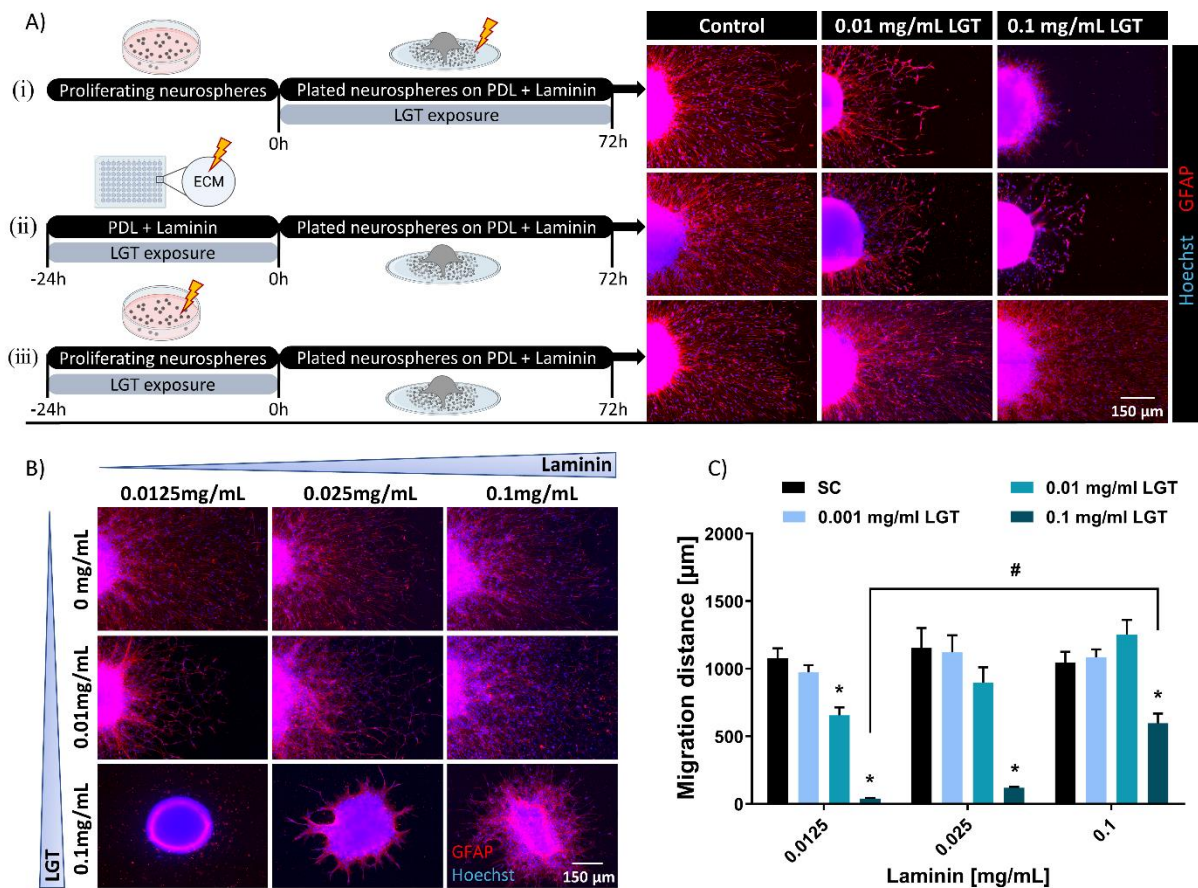 A)
Control
0.01 mg/mL LGT
0.1 mg/mL LGT
(i)
Proliferating neurospheres
Plated neurospheres on PDL + Laminin
LGT exposure
0h
72h
ECM
(ii)
PDL + Laminin
Plated neurospheres on PDL + Laminin
LGT exposure
-24h
0h
72h
(iii)
Proliferating neurospheres
Plated neurospheres on PDL + Laminin
LGT exposure
-24h
0h
72h
150 µm
Hoechst GFAP
B)
Laminin
0.0125mg/mL
0.025mg/mL
0.1mg/mL
0 mg/mL
0.01mg/mL
0.1mg/mL
LGT
GFAP
Hoechst
150 µm
C)
SC
0.01 mg/ml LGT
0.001 mg/ml LGT
0.1 mg/ml LGT
Migration distance [µm]
2000
1500
1000
500
0
#
*
*
*
*
0.0125
0.025
0.1
Laminin [mg/mL]